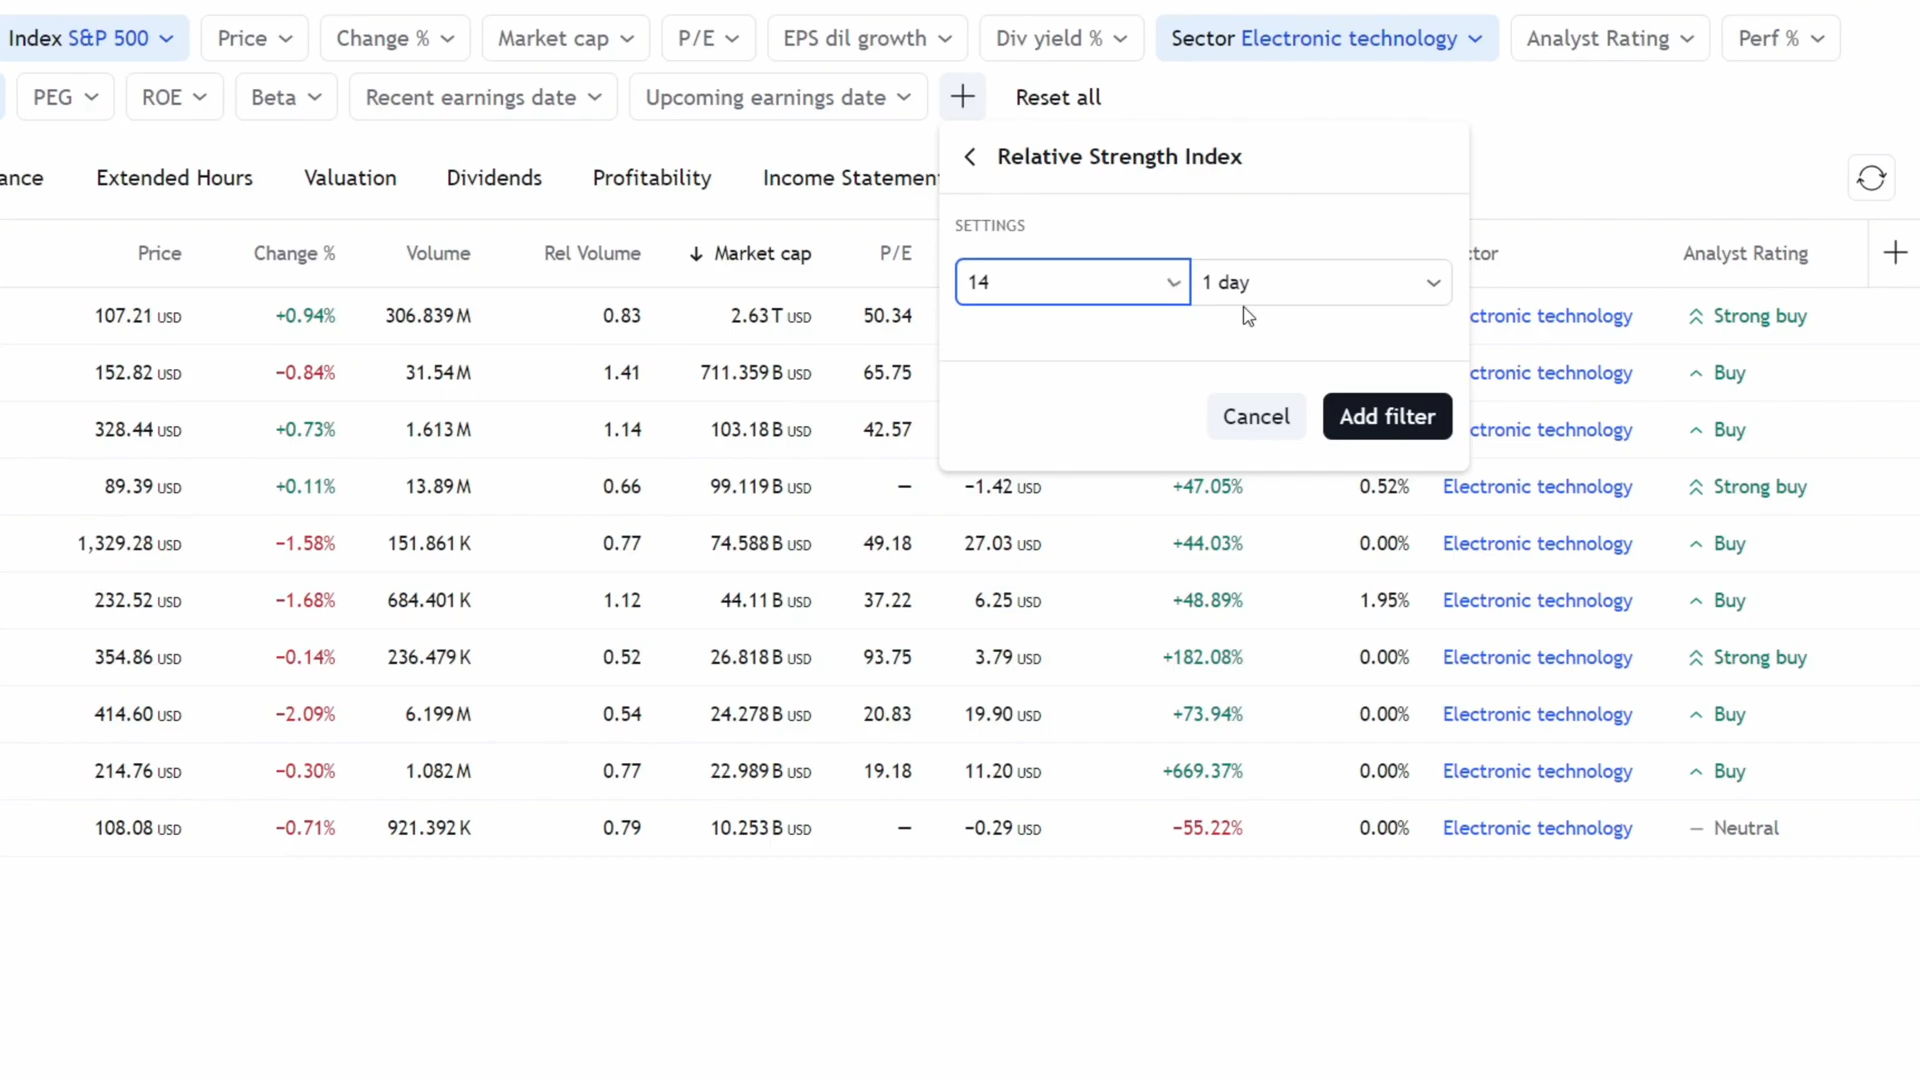 Index S&P 500 Price Change % Market cap P/E EPS dil growth Div yield % Sector Electronic technology Analyst Rating Perf %
PEG ROE Beta Recent earnings date Upcoming earnings date + Reset all
Relative Strength Index
ance Extended Hours Valuation Dividends Profitability Income Statemen
SETTINGS
Price Change % Volume Rel Volume ↓ Market cap P/E ctor Analyst Rating +
14 1 day
107.21 USD +0.94% 306.839 M 0.83 2.63 T USD 50.34 ctronic technology Strong buy
152.82 USD −0.84% 31.54 M 1.41 711.359 B USD 65.75 ctronic technology Buy
Cancel Add filter
328.44 USD +0.73% 1.613 M 1.14 103.18 B USD 42.57 ctronic technology Buy
89.39 USD +0.11% 13.89 M 0.66 99.119 B USD — −1.42 USD +47.05% 0.52% Electronic technology Strong buy
1,329.28 USD −1.58% 151.861 K 0.77 74.588 B USD 49.18 27.03 USD +44.03% 0.00% Electronic technology Buy
232.52 USD −1.68% 684.401 K 1.12 44.11 B USD 37.22 6.25 USD +48.89% 1.95% Electronic technology Buy
354.86 USD −0.14% 236.479 K 0.52 26.818 B USD 93.75 3.79 USD +182.08% 0.00% Electronic technology Strong buy
414.60 USD −2.09% 6.199 M 0.54 24.278 B USD 20.83 19.90 USD +73.94% 0.00% Electronic technology Buy
214.76 USD −0.30% 1.082 M 0.77 22.989 B USD 19.18 11.20 USD +669.37% 0.00% Electronic technology Buy
108.08 USD −0.71% 921.392 K 0.79 10.253 B USD — −0.29 USD −55.22% 0.00% Electronic technology — Neutral